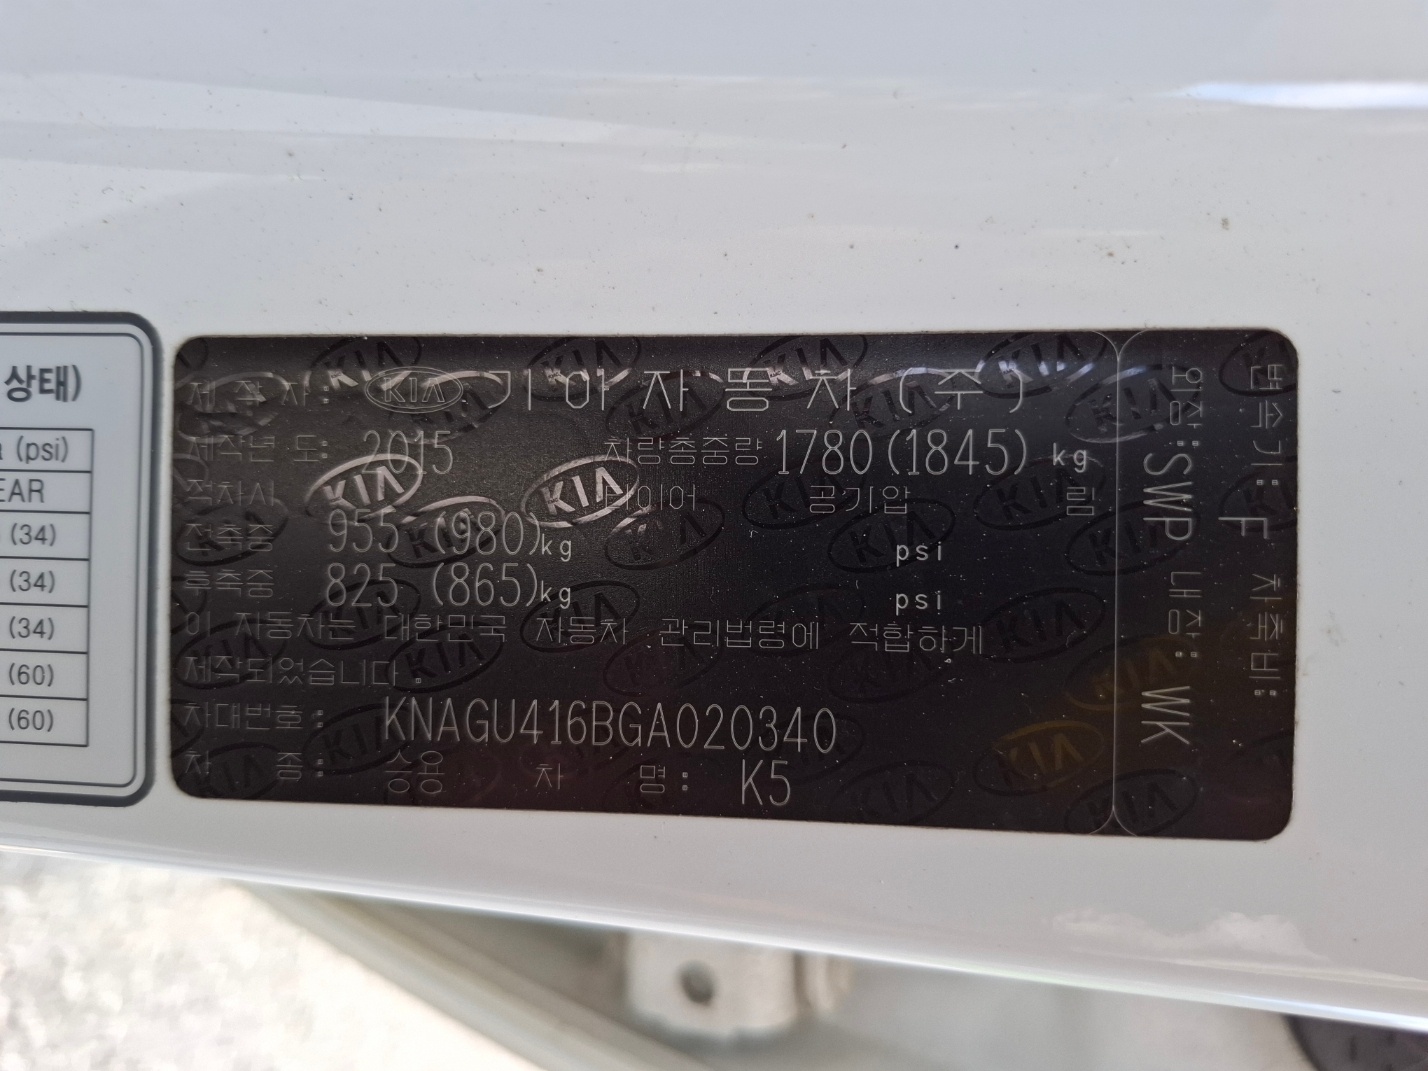 상태)
(psi)
EAR
(34)
(34)
(34)
(60)
(60)
제 작 자 : KIA 기 아 자 동 차 ( 주 )
제작년 도: 2015 차량총중량 1780 (1845) kg
적차시 타이어 공기압 림
전축중 955 (980)kg psi
후축중 825 (865)kg psi
이 자동차는 대한민국 자동차 관리법령에 적합하게
제작되었습니다.
차대번호: KNAGU416BGA020340
차 종: 승용 차 명: K5
변속기: F 차축비:
외장:SWP 내장: WK